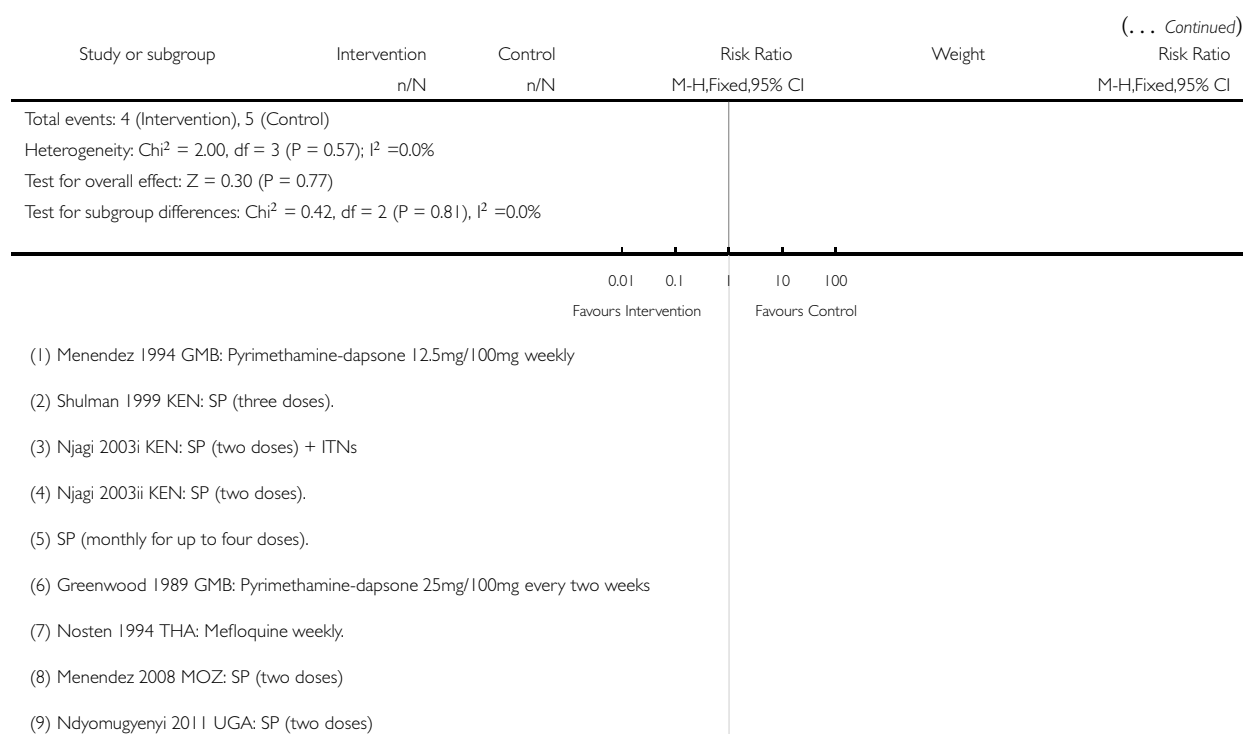 (... Continued)
Study or subgroup Intervention Control Risk Ratio Weight Risk Ratio
n/N n/N M-H,Fixed,95% CI M-H,Fixed,95% CI
Total events: 4 (Intervention), 5 (Control)
Heterogeneity: Chi² = 2.00, df = 3 (P = 0.57); I² =0.0%
Test for overall effect: Z = 0.30 (P = 0.77)
Test for subgroup differences: Chi² = 0.42, df = 2 (P = 0.81), I² =0.0%
0.01 0.1 1 10 100
Favours Intervention Favours Control
(1) Menendez 1994 GMB: Pyrimethamine-dapsone 12.5mg/100mg weekly
(2) Shulman 1999 KEN: SP (three doses).
(3) Njagi 2003i KEN: SP (two doses) + ITNs
(4) Njagi 2003ii KEN: SP (two doses).
(5) SP (monthly for up to four doses).
(6) Greenwood 1989 GMB: Pyrimethamine-dapsone 25mg/100mg every two weeks
(7) Nosten 1994 THA: Mefloquine weekly.
(8) Menendez 2008 MOZ: SP (two doses)
(9) Ndyomugyenyi 2011 UGA: SP (two doses)